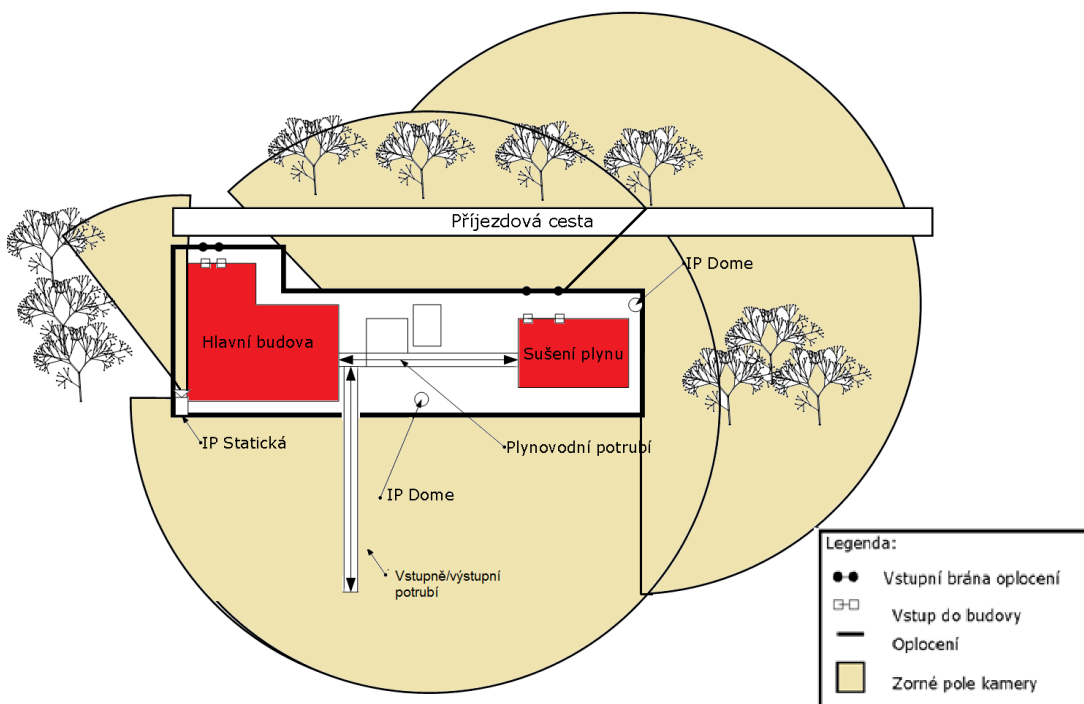 Příjezdová cesta
IP Dome
Hlavní budova
Sušení plynu
IP Statická
Plynovodní potrubí
IP Dome
Vstupně/výstupní
potrubí
Legenda:
Vstupní brána oplocení
Vstup do budovy
Oplocení
Zorné pole kamery